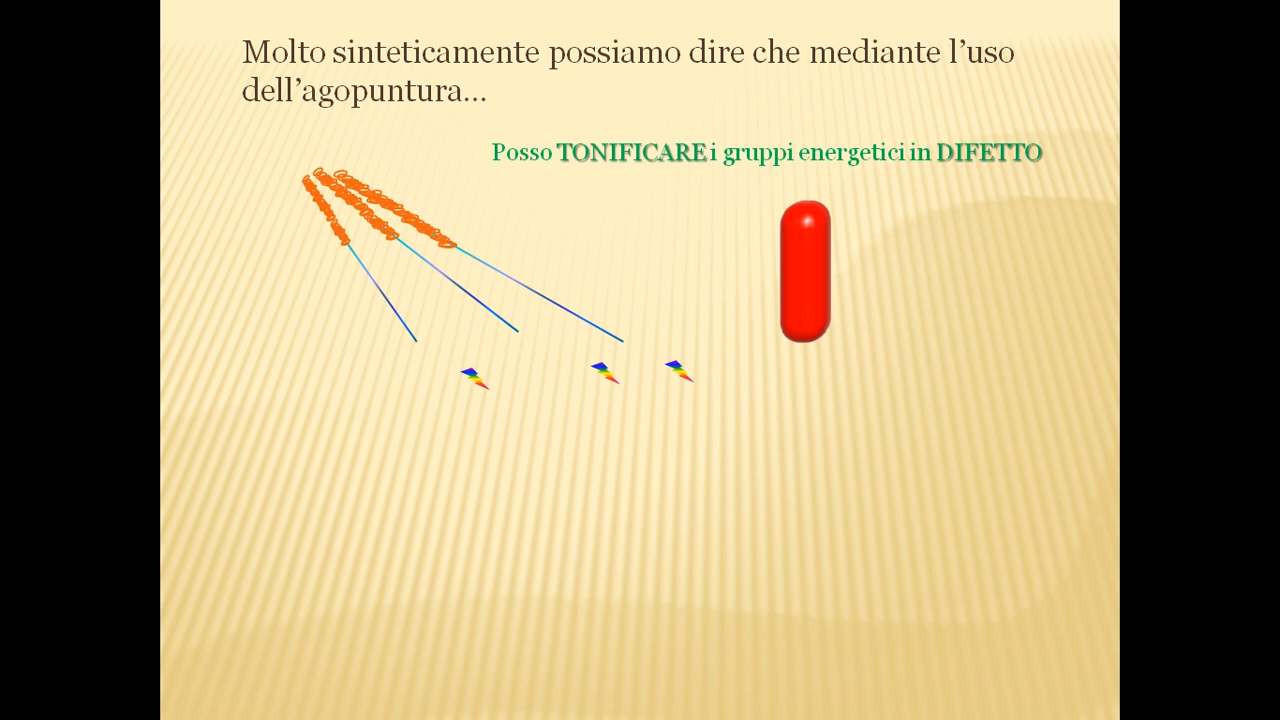 Molto sinteticamente possiamo dire che mediante l’uso
dell’agopuntura…
Posso TONIFICARE i gruppi energetici in DIFETTO